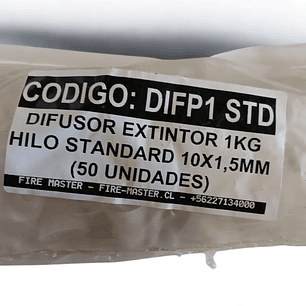 CODIGO: DIFP1 STD
DIFUSOR EXTINTOR 1KG
HILO STANDARD 10X1,5MM
(50 UNIDADES)
FIRE MASTER - FIRE-MASTER.CL - +56227134000